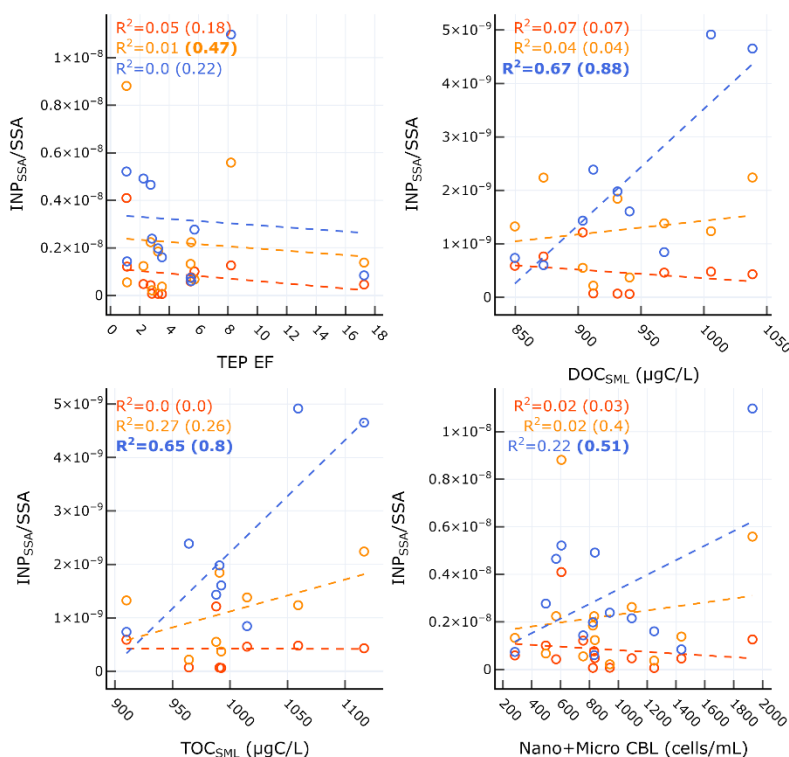 R²=0.05 (0.18)
R²=0.01 (0.47)
R²=0.0 (0.22)
1×10⁻⁸
0.8×10⁻⁸
0.6×10⁻⁸
0.4×10⁻⁸
0.2×10⁻⁸
0
INP_SSA/SSA
0 2 4 6 8 10 12 14 16 18
TEP EF
R²=0.07 (0.07)
R²=0.04 (0.04)
R²=0.67 (0.88)
5×10⁻⁹
4×10⁻⁹
3×10⁻⁹
2×10⁻⁹
1×10⁻⁹
0
INP_SSA/SSA
850 900 950 1000 1050
DOC_SML (µgC/L)
R²=0.0 (0.0)
R²=0.27 (0.26)
R²=0.65 (0.8)
5×10⁻⁹
4×10⁻⁹
3×10⁻⁹
2×10⁻⁹
1×10⁻⁹
0
INP_SSA/SSA
900 950 1000 1050 1100
TOC_SML (µgC/L)
R²=0.02 (0.03)
R²=0.02 (0.4)
R²=0.22 (0.51)
1×10⁻⁸
0.8×10⁻⁸
0.6×10⁻⁸
0.4×10⁻⁸
0.2×10⁻⁸
0
INP_SSA/SSA
200 400 600 800 1000 1200 1400 1600 1800 2000
Nano+Micro CBL (cells/mL)